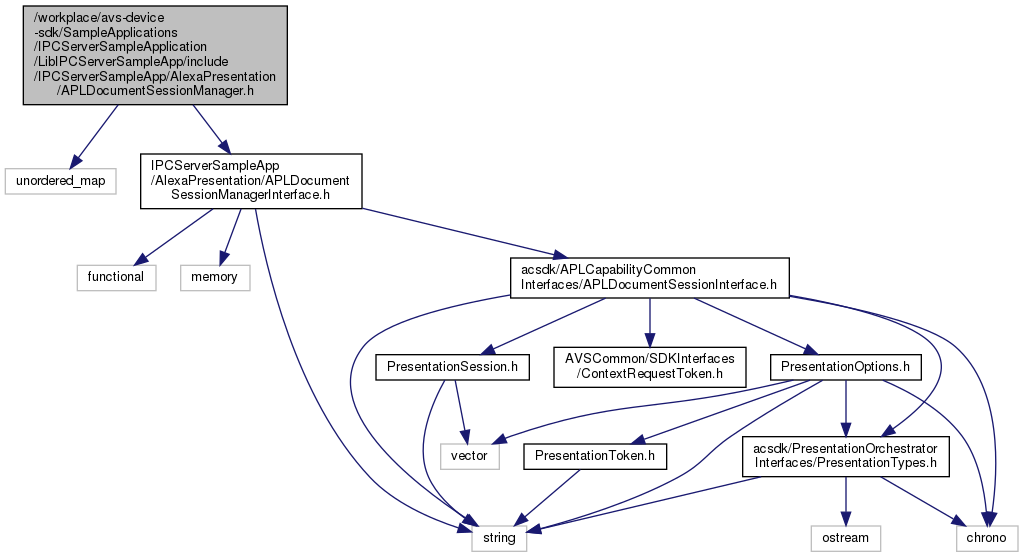 /workplace/avs-device
-sdk/SampleApplications
/IPCServerSampleApplication
/LibIPCServerSampleApp/include
/IPCServerSampleApp/AlexaPresentation
/APLDocumentSessionManager.h
unordered_map
IPCServerSampleApp
/AlexaPresentation/APLDocument
SessionManagerInterface.h
functional
memory
acsdk/APLCapabilityCommon
Interfaces/APLDocumentSessionInterface.h
PresentationSession.h
AVSCommon/SDKInterfaces
/ContextRequestToken.h
PresentationOptions.h
vector
PresentationToken.h
acsdk/PresentationOrchestrator
Interfaces/PresentationTypes.h
string
ostream
chrono